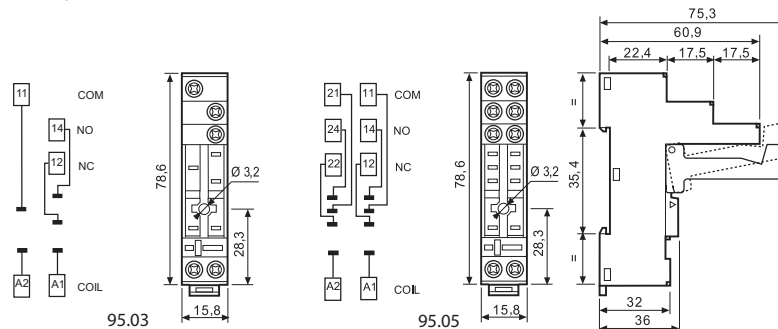 11
COM
14
NO
12
NC
A2
A1
COIL
95.03
78,6
Ø 3,2
28,3
15,8
21
11
COM
24
14
NO
22
12
NC
A2
A1
COIL
95.05
78,6
Ø 3,2
28,3
15,8
75,3
60,9
22,4
17,5
17,5
=
35,4
=
32
36